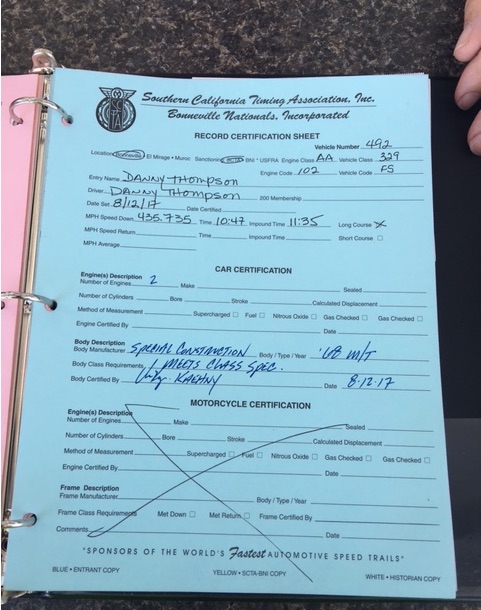 Southern California Timing Association, Inc.
Bonneville Nationals, Incorporated
RECORD CERTIFICATION SHEET
Vehicle Number 492
Location Bonneville El Mirage • Muroc Sanctioned SCTA BNI * USFRA Engine Class AA Vehicle Class 329
Engine Code 102 Vehicle Code FS
Entry Name DANNY THOMPSON
Driver DANNY THOMPSON 200 Membership
Date Set 8/12/17 Date Certified
MPH Speed Down 435.735 Time 10:47 Impound Time 11:35 Long Course X
MPH Speed Return Time Impound Time Short Course ☐
MPH Average
CAR CERTIFICATION
Engine(s) Description
Number of Engines 2 Make Sealed
Number of Cylinders Bore Stroke Calculated Displacement
Method of Measurement Supercharged ☐ Fuel ☐ Nitrous Oxide ☐ Gas Checked ☐ Gas Checked ☐
Engine Certified By Date
Body Description
Body Manufacturer SPECIAL CONSTRUCTION Body / Type / Year '68 M/T
Body Class Requirements MEETS CLASS SPEC.
Body Certified By KAEHNY Date 8-12-17
MOTORCYCLE CERTIFICATION
Engine(s) Description
Number of Engines Make Sealed
Number of Cylinders Bore Stroke Calculated Displacement
Method of Measurement Supercharged ☐ Fuel ☐ Nitrous Oxide ☐ Gas Checked ☐ Gas Checked ☐
Engine Certified By Date
Frame Description
Frame Manufacturer Body / Type / Year
Frame Class Requirements Met Down ☐ Met Return ☐ Frame Certified By
Comments Date
"SPONSORS OF THE WORLD'S Fastest AUTOMOTIVE SPEED TRAILS"
BLUE • ENTRANT COPY YELLOW • SCTA-BNI COPY WHITE • HISTORIAN COPY